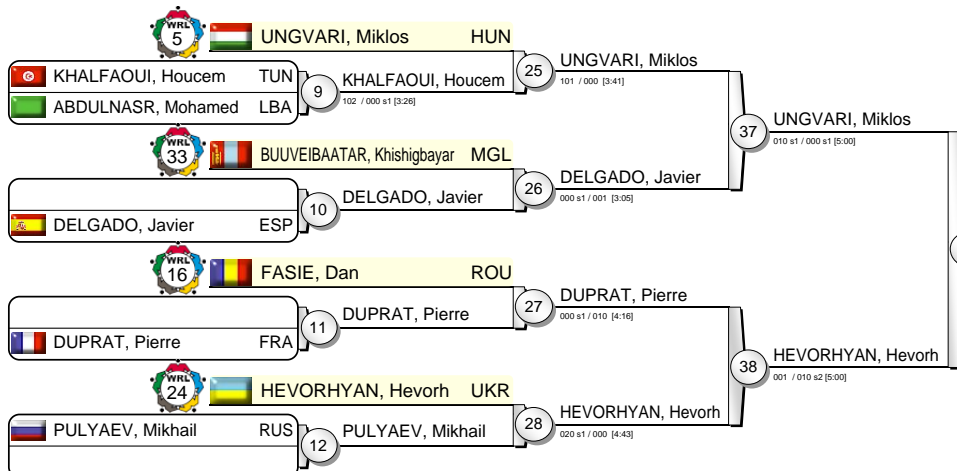 WRL
5
UNGVARI, Miklos HUN
KHALFAOUI, Houcem TUN
ABDULNASR, Mohamed LBA
9
KHALFAOUI, Houcem
102 / 000 s1 [3:26]
25
UNGVARI, Miklos
101 / 000 [3:41]
WRL
33
BUUVEIBAATAR, Khishigbayar MGL
DELGADO, Javier ESP
10
DELGADO, Javier
26
DELGADO, Javier
000 s1 / 001 [3:05]
37
UNGVARI, Miklos
010 s1 / 000 s1 [5:00]
WRL
16
FASIE, Dan ROU
DUPRAT, Pierre FRA
11
DUPRAT, Pierre
27
DUPRAT, Pierre
000 s1 / 010 [4:16]
WRL
24
HEVORHYAN, Hevorh UKR
PULYAEV, Mikhail RUS
12
PULYAEV, Mikhail
28
HEVORHYAN, Hevorh
020 s1 / 000 [4:43]
38
HEVORHYAN, Hevorh
001 / 010 s2 [5:00]